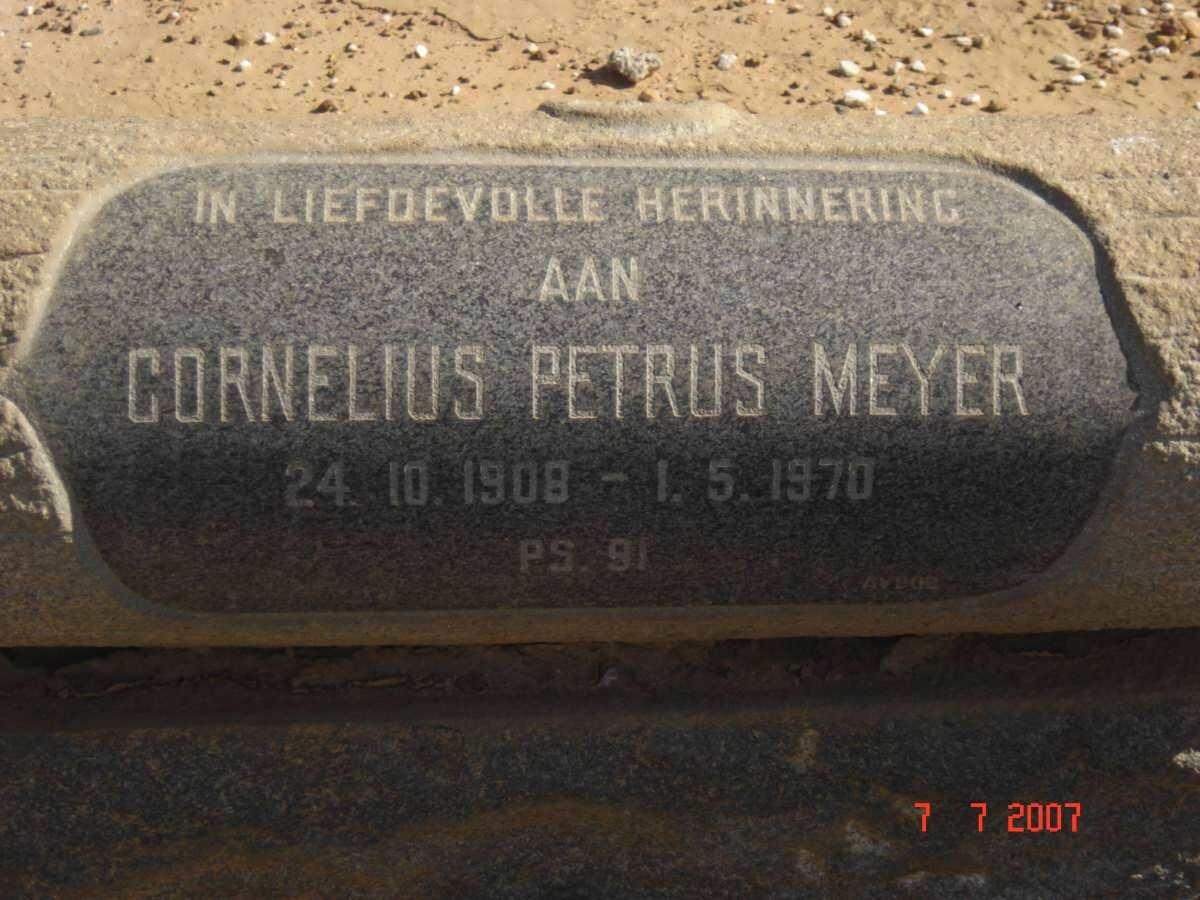 IN LIEFDEVOLLE HERINNERING
AAN
CORNELIUS PETRUS MEYER
24. 10. 1908 - 1. 5. 1970
PS. 91
7 7 2007